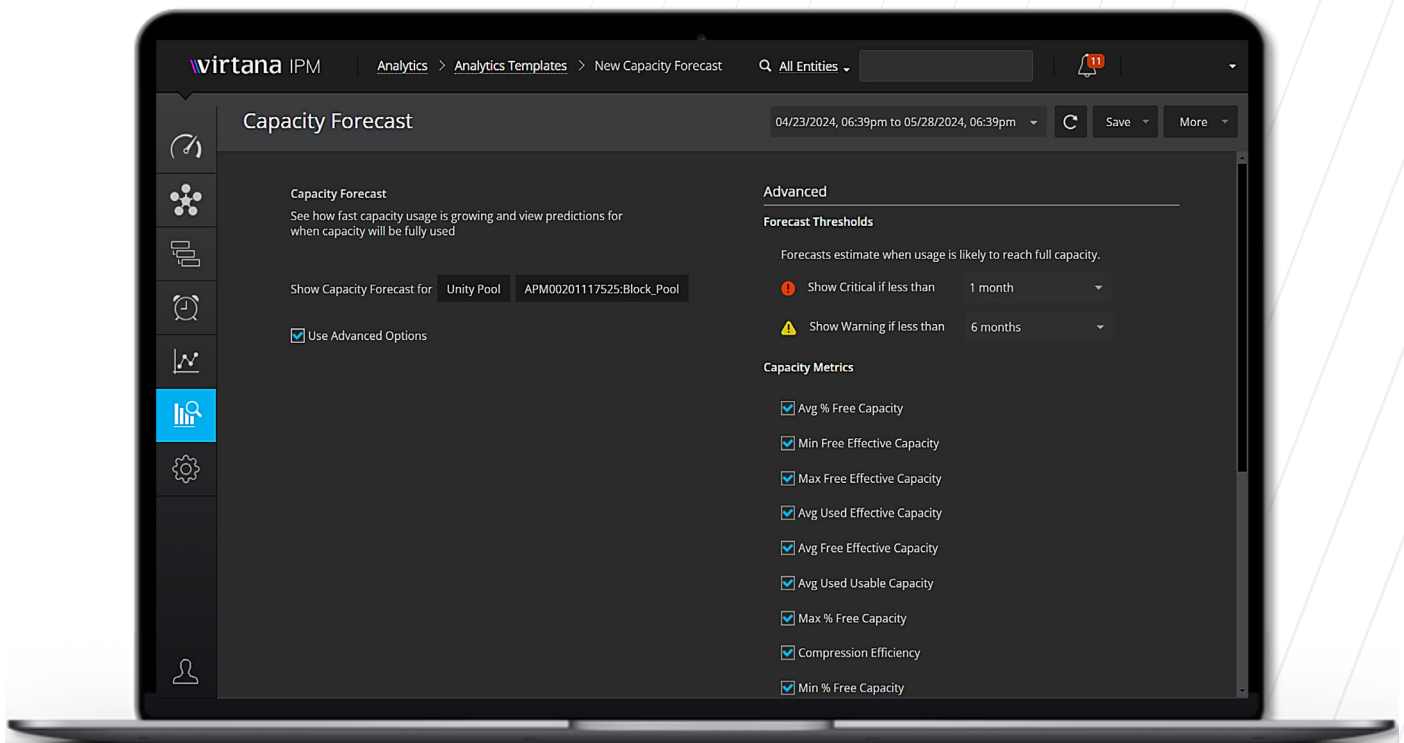 virtana IPM
Analytics > Analytics Templates > New Capacity Forecast
All Entities
11
Capacity Forecast
04/23/2024, 06:39pm to 05/28/2024, 06:39pm
Save
More
Capacity Forecast
See how fast capacity usage is growing and view predictions for
when capacity will be fully used
Show Capacity Forecast for Unity Pool APM00201117525:Block_Pool
Use Advanced Options
Advanced
Forecast Thresholds
Forecasts estimate when usage is likely to reach full capacity.
Show Critical if less than 1 month
Show Warning if less than 6 months
Capacity Metrics
Avg % Free Capacity
Min Free Effective Capacity
Max Free Effective Capacity
Avg Used Effective Capacity
Avg Free Effective Capacity
Avg Used Usable Capacity
Max % Free Capacity
Compression Efficiency
Min % Free Capacity